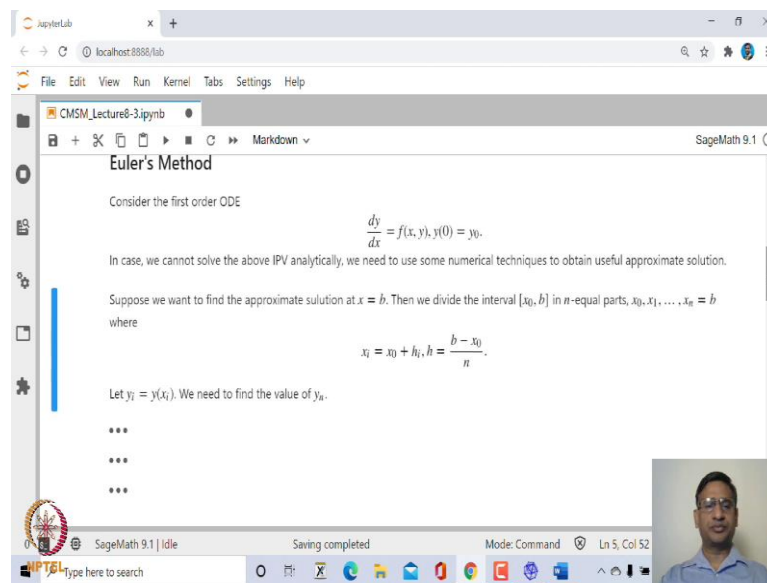 JupyterLab
localhost:8888/lab
File Edit View Run Kernel Tabs Settings Help
CMSM_Lecture8-3.ipynb
Markdown
SageMath 9.1
Euler's Method
Consider the first order ODE
dy/dx = f(x, y), y(0) = y₀.
In case, we cannot solve the above IPV analytically, we need to use some numerical techniques to obtain useful approximate solution.
Suppose we want to find the approximate sulution at x = b. Then we divide the interval [x₀, b] in n-equal parts, x₀, x₁, … , xₙ = b
where
xᵢ = x₀ + hᵢ, h = (b − x₀)/n.
Let yᵢ = y(xᵢ). We need to find the value of yₙ.
•••
•••
•••
0 SageMath 9.1 | Idle Saving completed Mode: Command Ln 5, Col 52
NPTEL
Type here to search